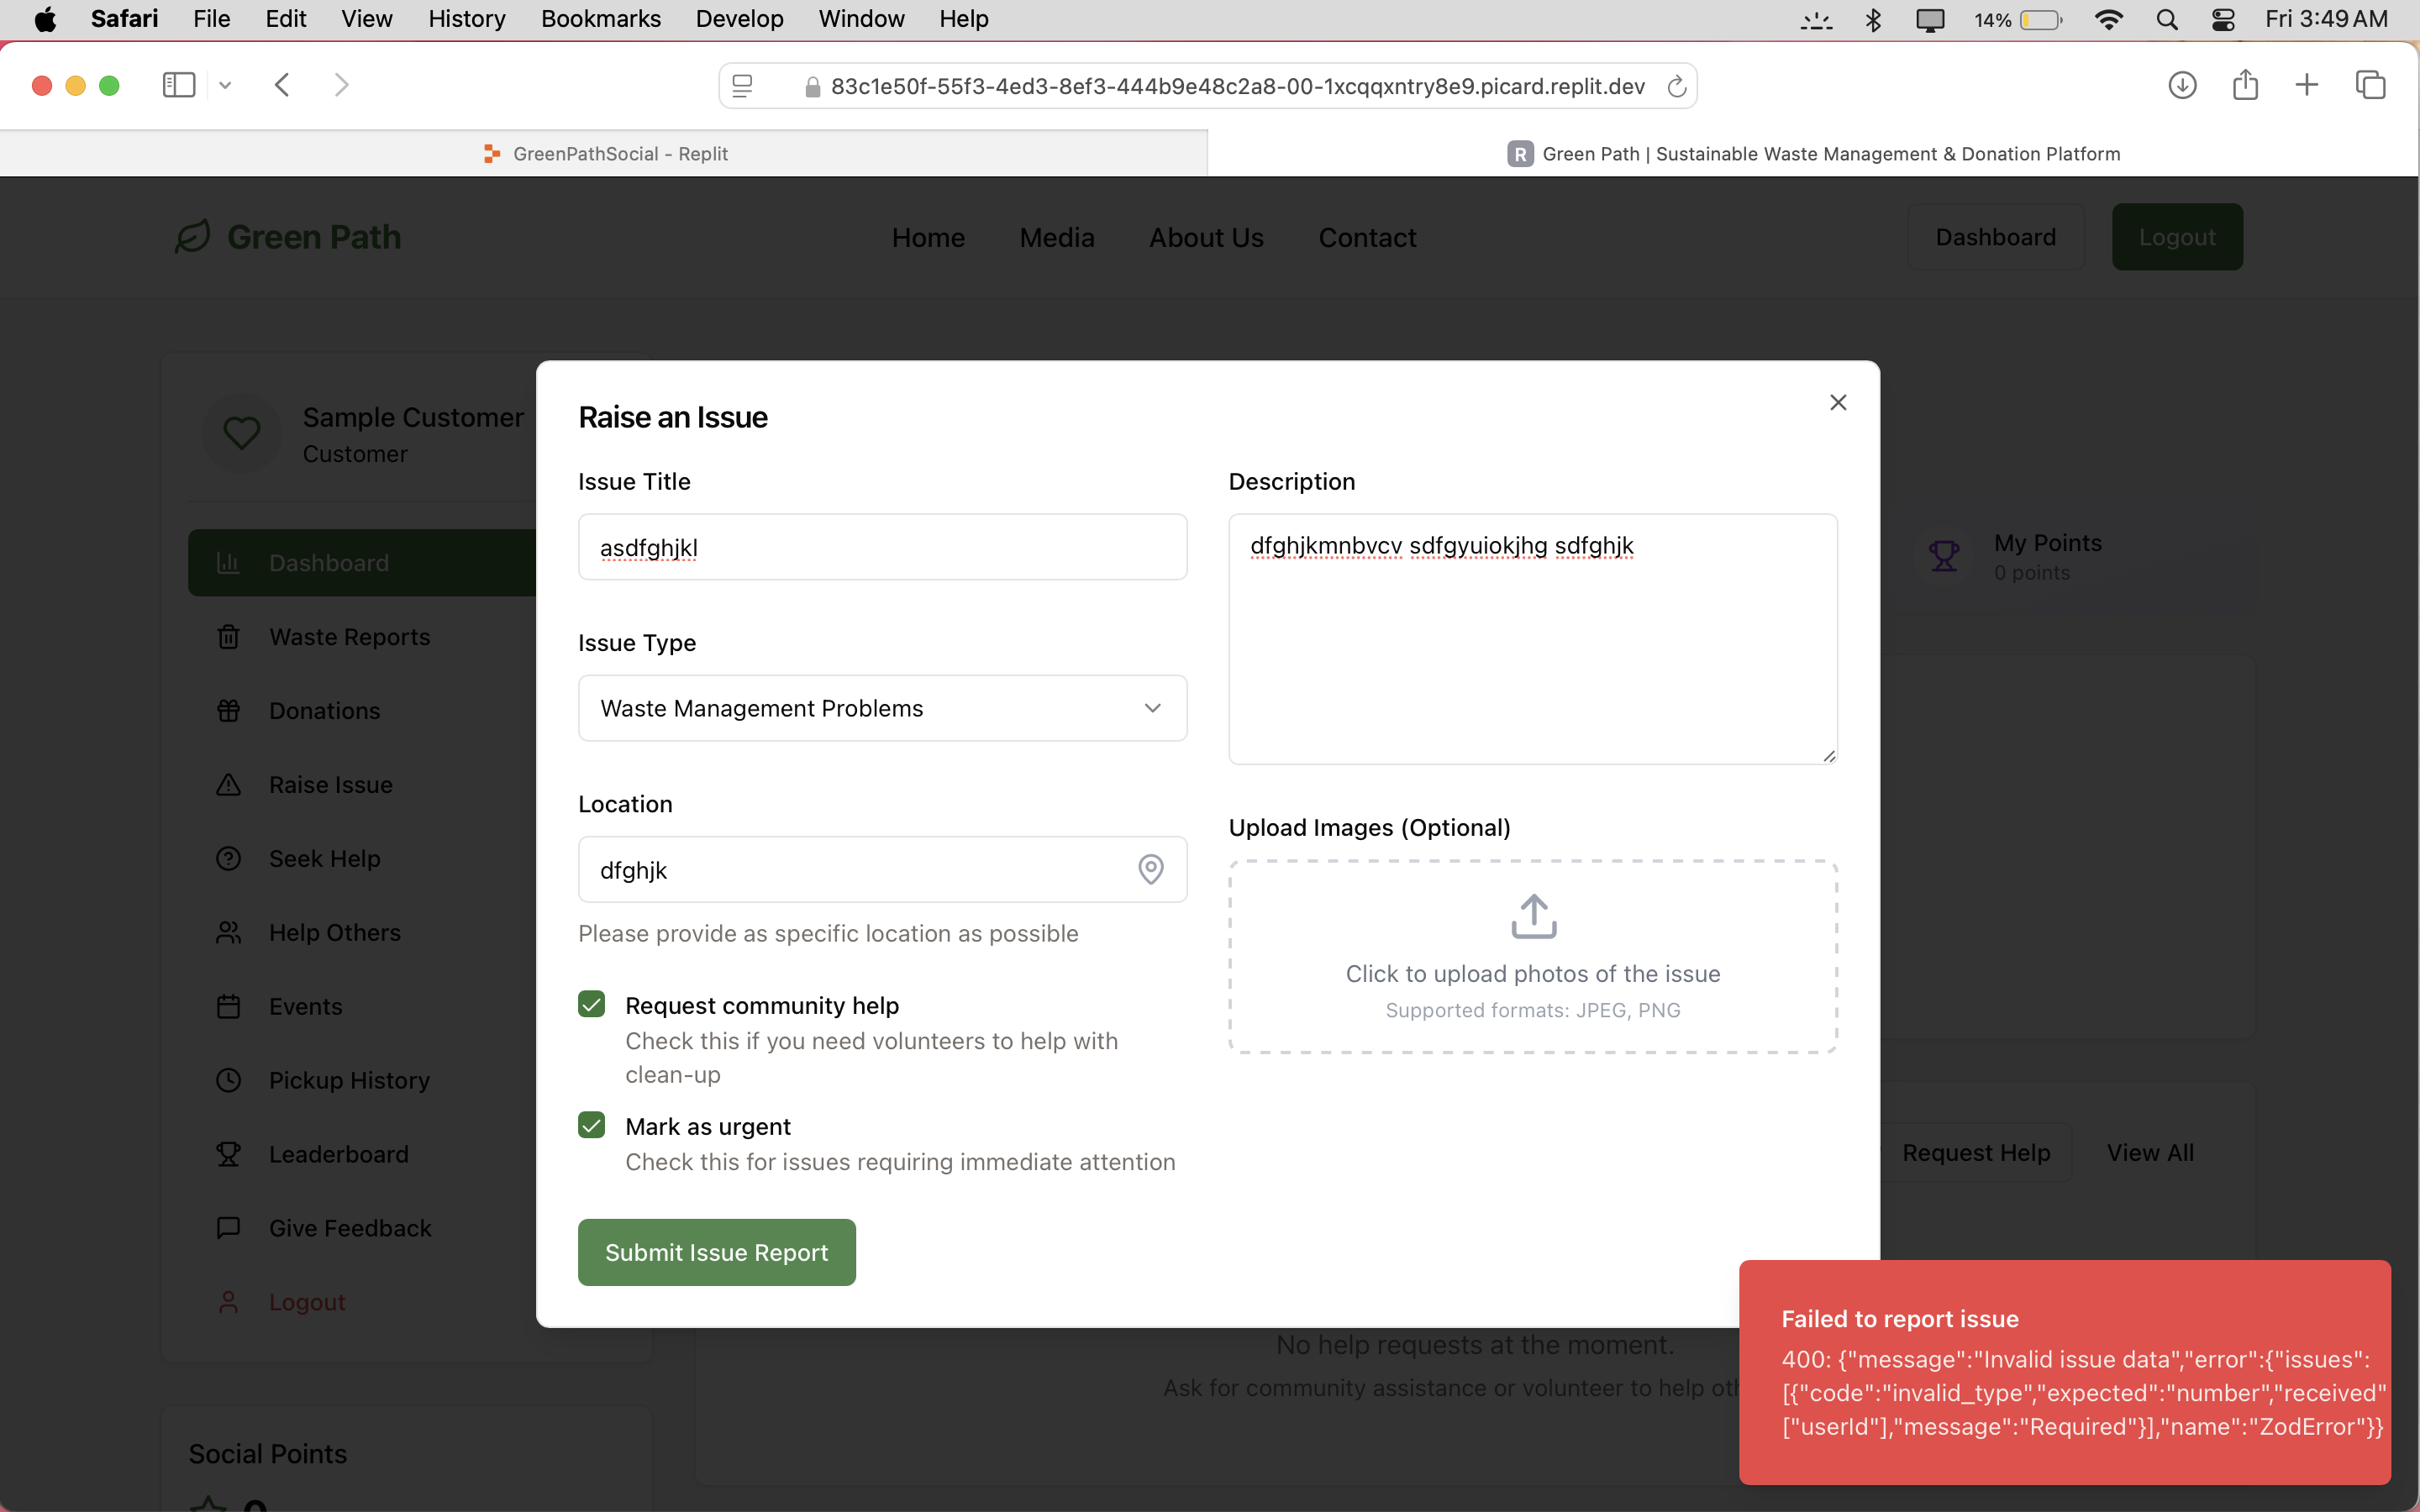 Safari File Edit View History Bookmarks Develop Window Help 14% Fri 3:49 AM
83c1e50f-55f3-4ed3-8ef3-444b9e48c2a8-00-1xcqqxntry8e9.picard.replit.dev
GreenPathSocial - Replit
R Green Path | Sustainable Waste Management & Donation Platform
Green Path
Home Media About Us Contact
Dashboard Logout
Sample Customer
Customer
Dashboard
Waste Reports
Donations
Raise Issue
Seek Help
Help Others
Events
Pickup History
Leaderboard
Give Feedback
Logout
Social Points
0
Raise an Issue
Issue Title
asdfghjkl
Issue Type
Waste Management Problems
Location
dfghjk
Please provide as specific location as possible
Request community help
Check this if you need volunteers to help with
clean-up
Mark as urgent
Check this for issues requiring immediate attention
Submit Issue Report
Description
dfghjkmnbvcv sdfgyuiokjhg sdfghjk
Upload Images (Optional)
Click to upload photos of the issue
Supported formats: JPEG, PNG
My Points
0 points
Request Help View All
No help requests at the moment.
Ask for community assistance or volunteer to help
Failed to report issue
400: {"message":"Invalid issue data","error":{"issues":
[{"code":"invalid_type","expected":"number","received"
["userId"],"message":"Required"}],"name":"ZodError"}}